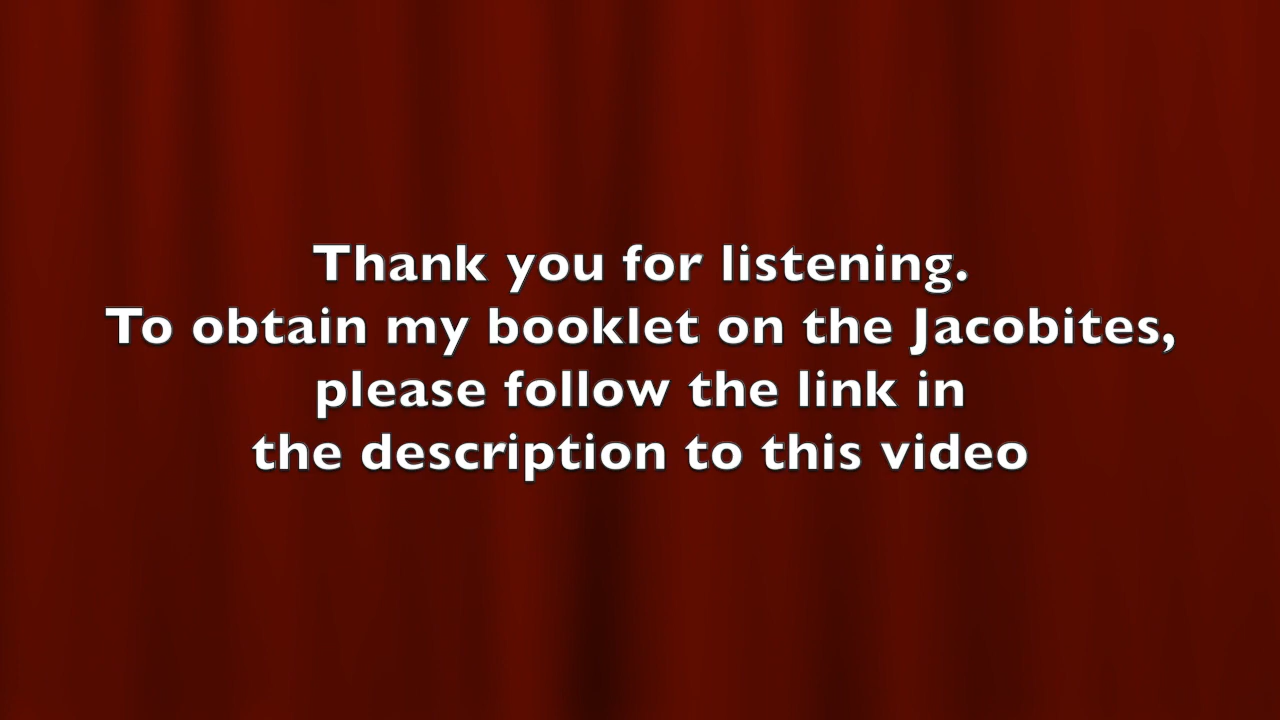 Thank you for listening.
To obtain my booklet on the Jacobites,
please follow the link in
the description to this video